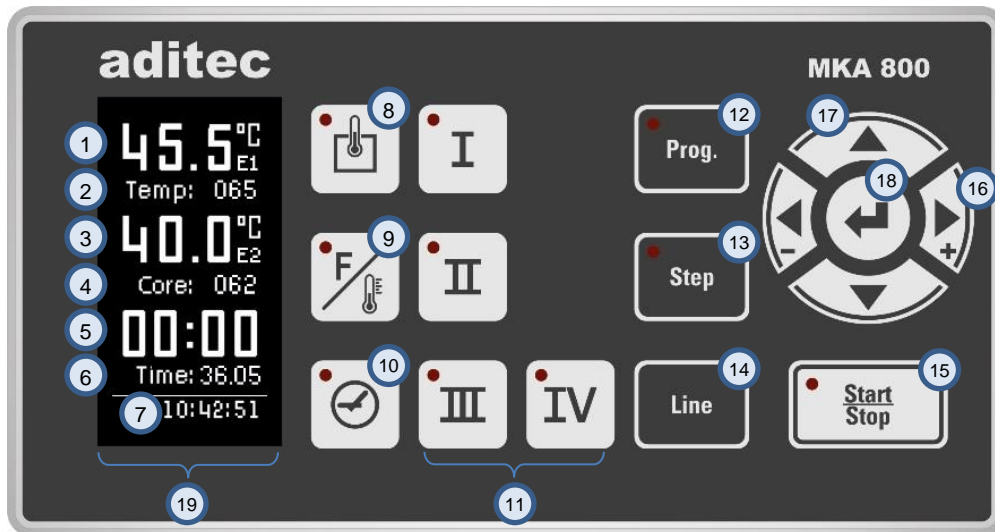 aditec
MKA 800
45.5°C
E1
Temp: 065
40.0°C
E2
Core: 062
00:00
Time: 36.05
10:42:51
1
2
3
4
5
6
7
19
8
I
F
9
II
10
III
IV
11
Prog.
12
Step
13
Line
14
17
18
16
-
+
Start
Stop
15